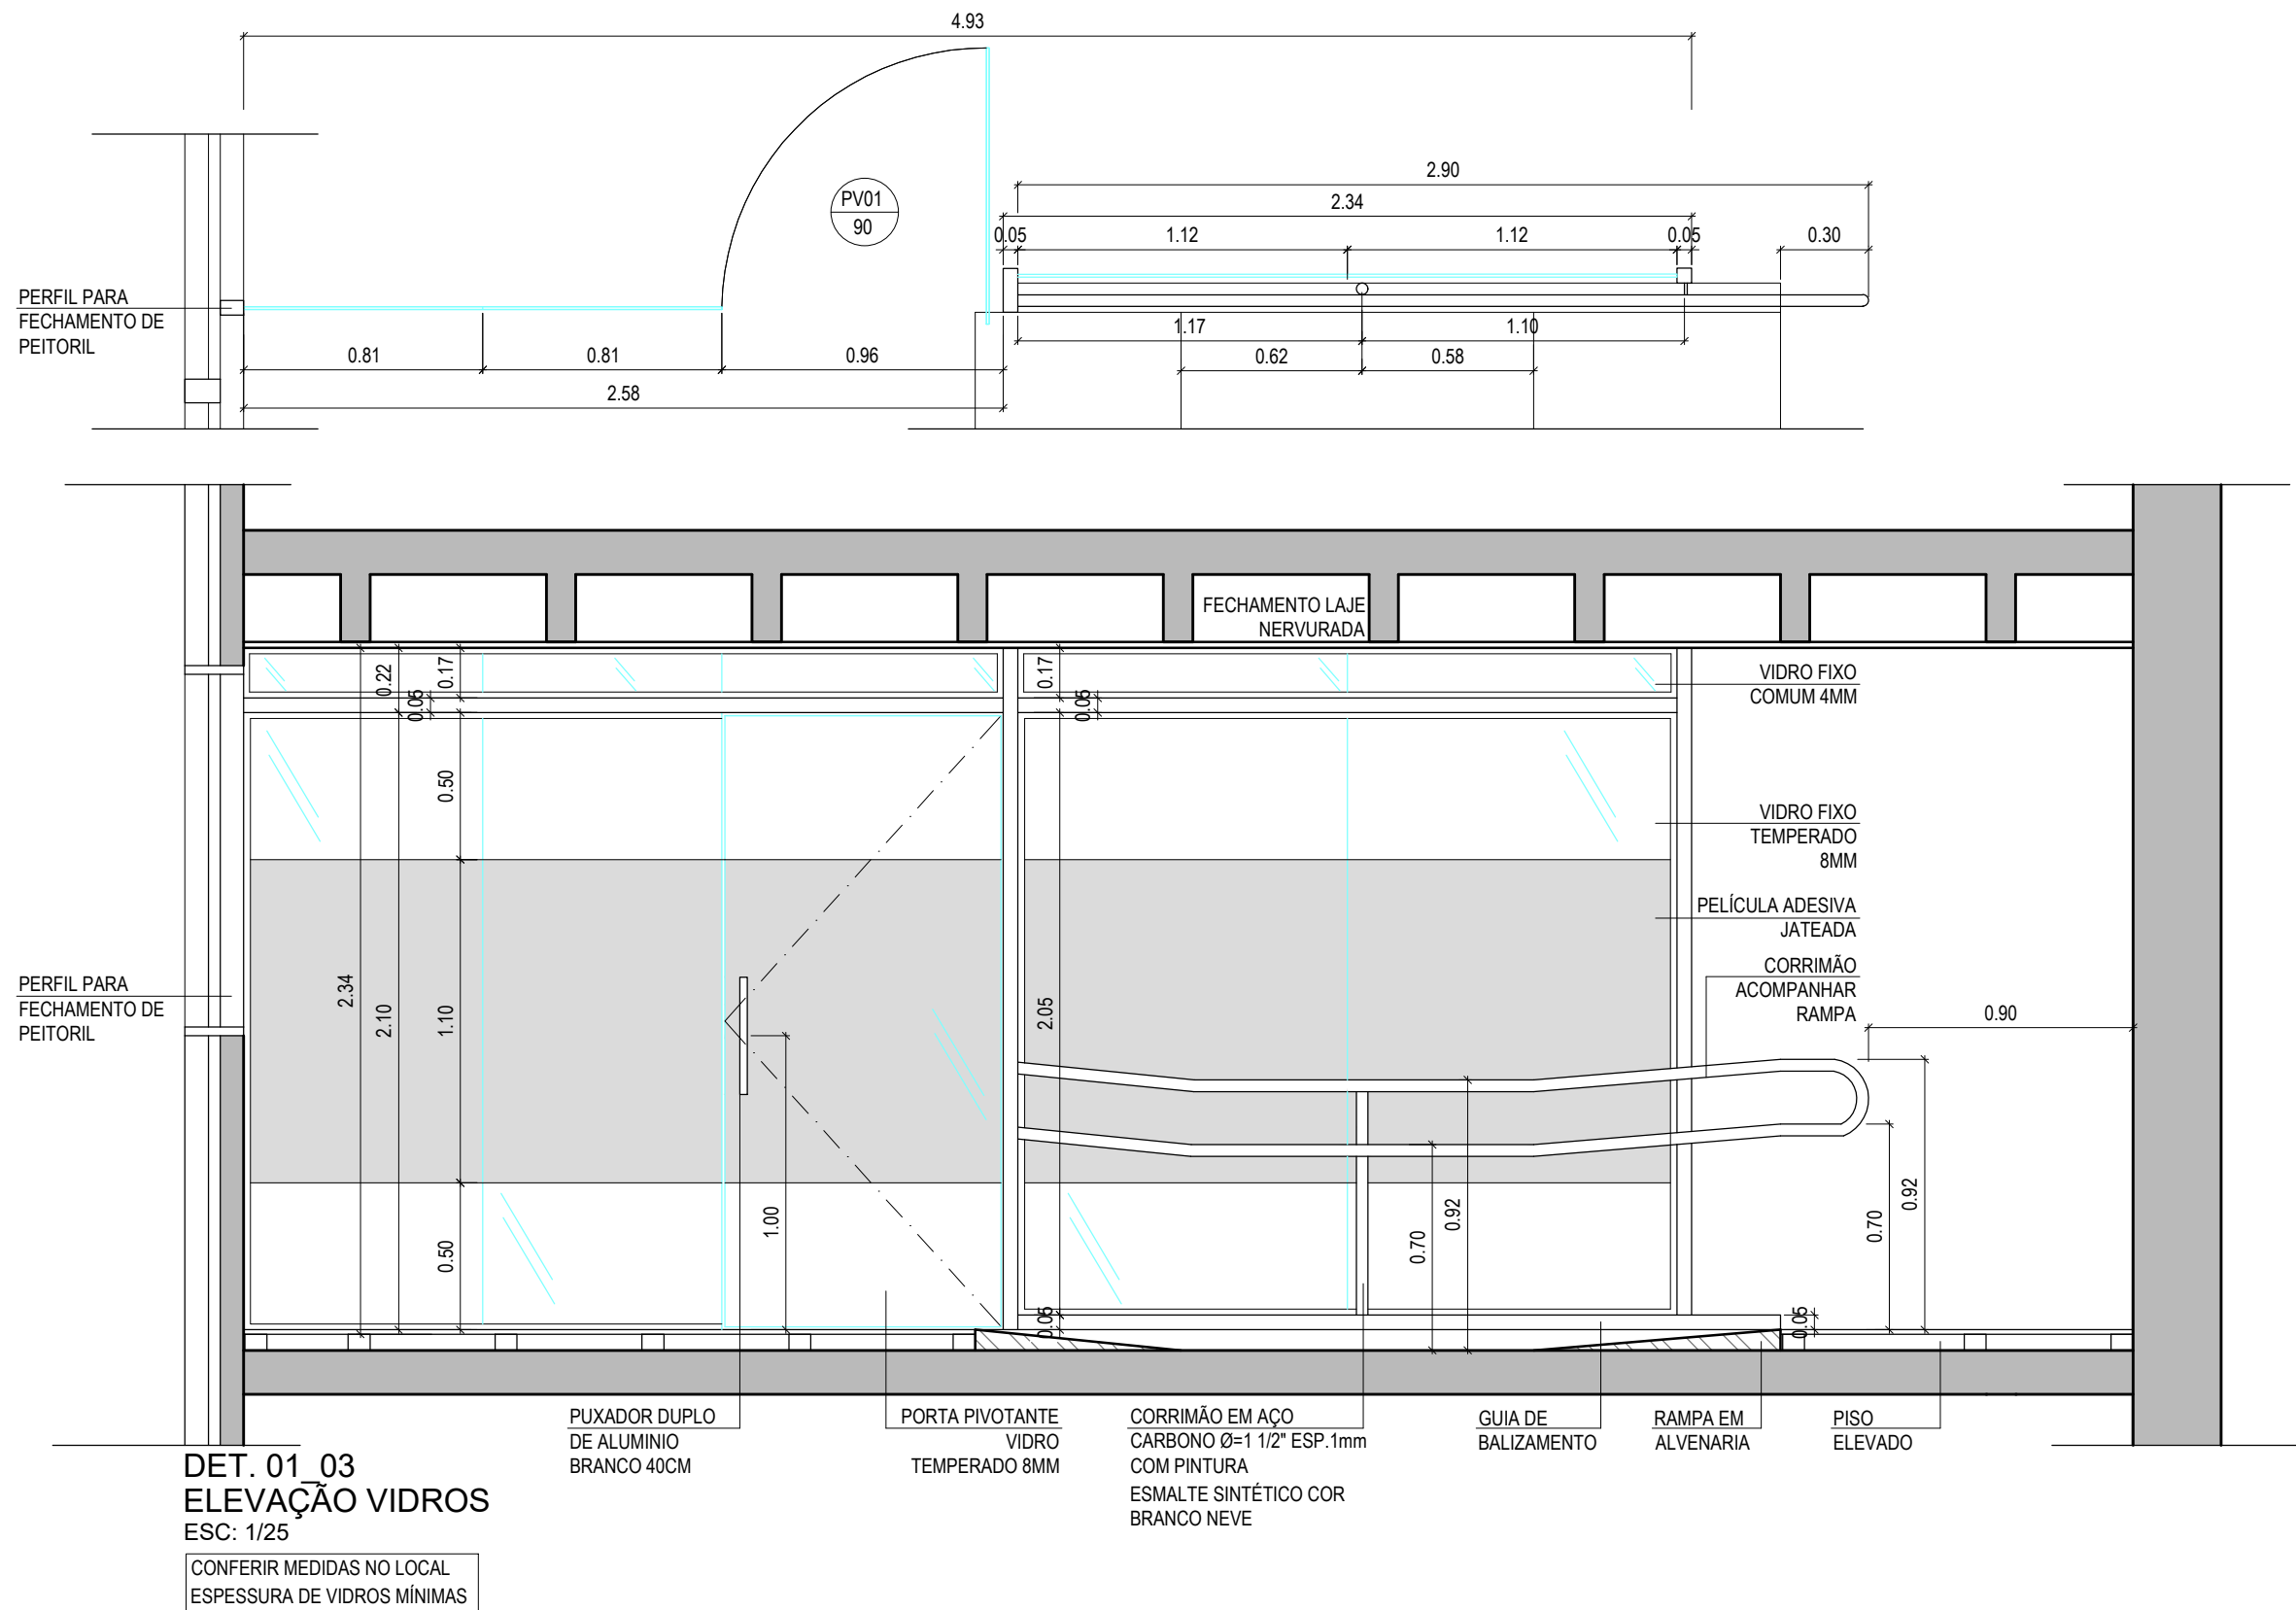 4.93
2.90
2.34
0.05
1.12
1.12
0.05
0.30
PV01
90
PERFIL PARA
FECHAMENTO DE
PEITORIL
0.81
0.81
0.96
2.58
1.17
1.10
0.62
0.58
FECHAMENTO LAJE
NERVURADA
0.22
0.17
0.05
0.17
0.05
VIDRO FIXO
COMUM 4MM
0.50
VIDRO FIXO
TEMPERADO
8MM
PELÍCULA ADESIVA
JATEADA
CORRIMÃO
ACOMPANHAR
RAMPA
PERFIL PARA
FECHAMENTO DE
PEITORIL
2.34
2.10
1.10
2.05
0.90
1.00
0.50
0.70
0.92
0.70
0.92
0.05
0.05
PUXADOR DUPLO
DE ALUMINIO
BRANCO 40CM
PORTA PIVOTANTE
VIDRO
TEMPERADO 8MM
CORRIMÃO EM AÇO
CARBONO Ø=1 1/2" ESP.1mm
COM PINTURA
ESMALTE SINTÉTICO COR
BRANCO NEVE
GUIA DE
BALIZAMENTO
RAMPA EM
ALVENARIA
PISO
ELEVADO
DET. 01_03
ELEVAÇÃO VIDROS
ESC: 1/25
CONFERIR MEDIDAS NO LOCAL
ESPESSURA DE VIDROS MÍNIMAS